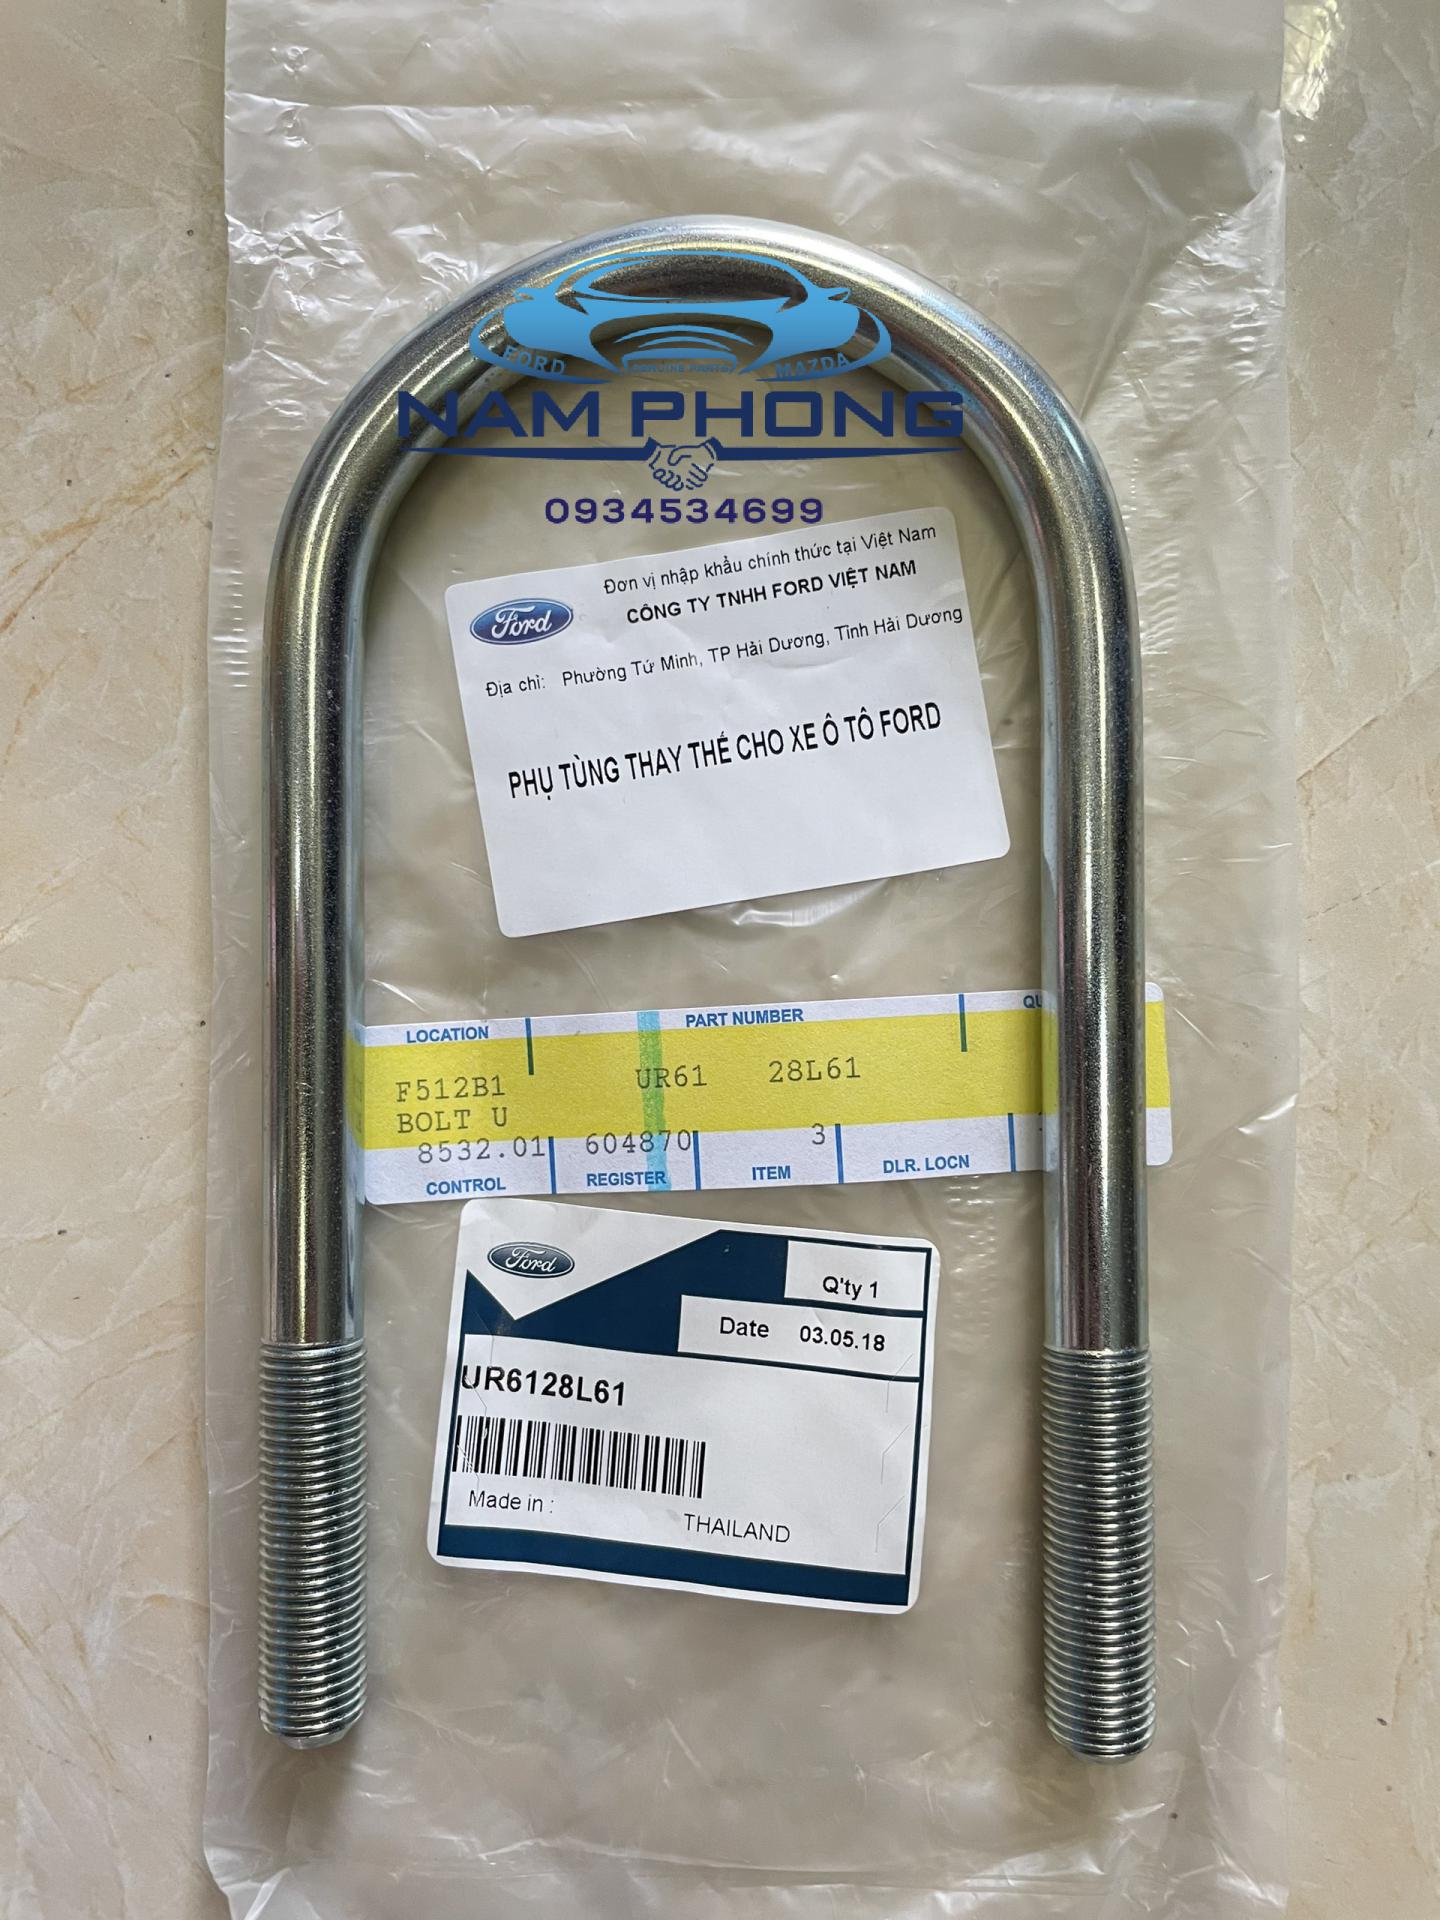 FORD GENUINE PARTS MAZDA
NAM PHONG
0934534699
Đơn vị nhập khẩu chính thức tại Việt Nam
Ford CÔNG TY TNHH FORD VIỆT NAM
Địa chỉ: Phường Tứ Minh, TP Hải Dương, Tỉnh Hải Dương
PHỤ TÙNG THAY THẾ CHO XE Ô TÔ FORD
LOCATION PART NUMBER
F512B1 UR61 28L61
BOLT U
8532.01 604870 3
CONTROL REGISTER ITEM DLR. LOCN
Ford
Q'ty 1
Date 03.05.18
UR6128L61
Made in : THAILAND